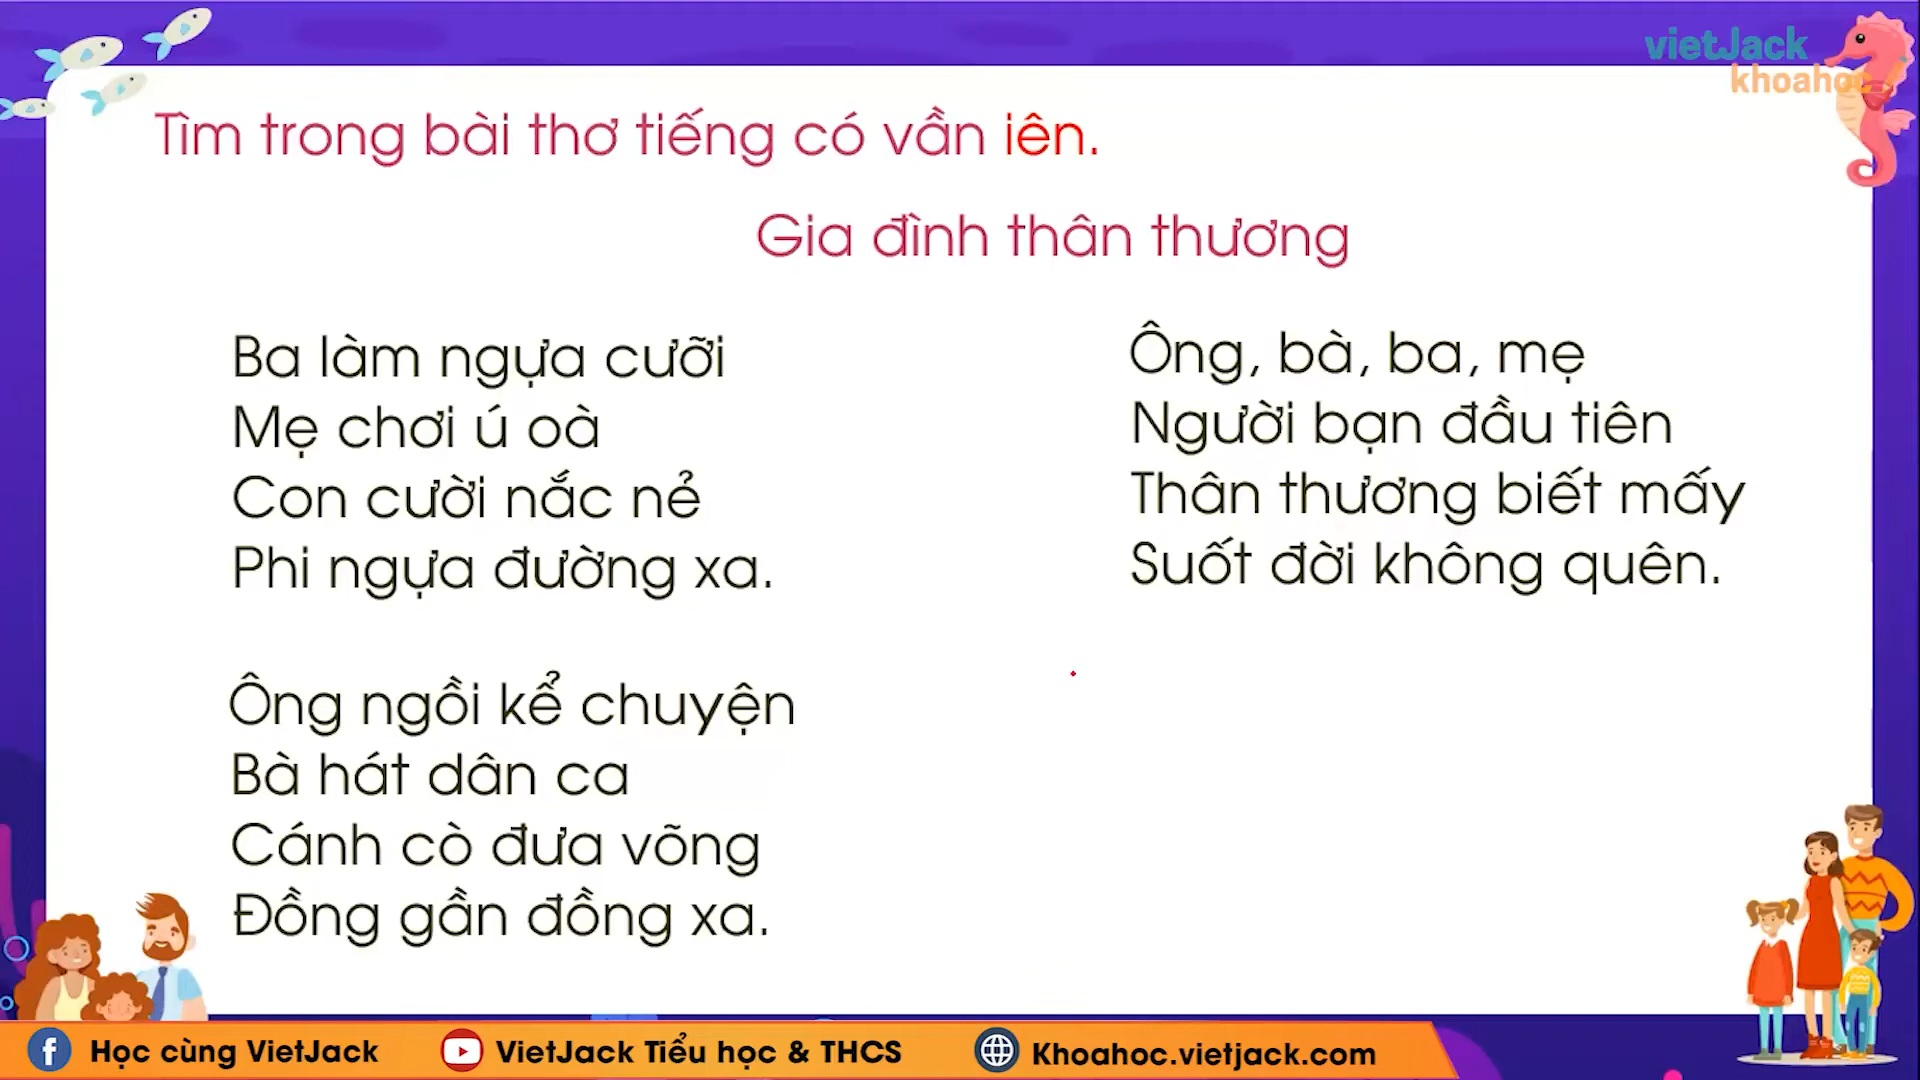 vietJack
khoahoc
Tìm trong bài thơ tiếng có vần iên.
Gia đình thân thương
Ba làm ngựa cưỡi
Mẹ chơi ú oà
Con cười nắc nẻ
Phi ngựa đường xa.
Ông ngồi kể chuyện
Bà hát dân ca
Cánh cò đưa võng
Đồng gần đồng xa.
Ông, bà, ba, mẹ
Người bạn đầu tiên
Thân thương biết mấy
Suốt đời không quên.
Học cùng VietJack
VietJack Tiểu học & THCS
Khoahoc.vietjack.com